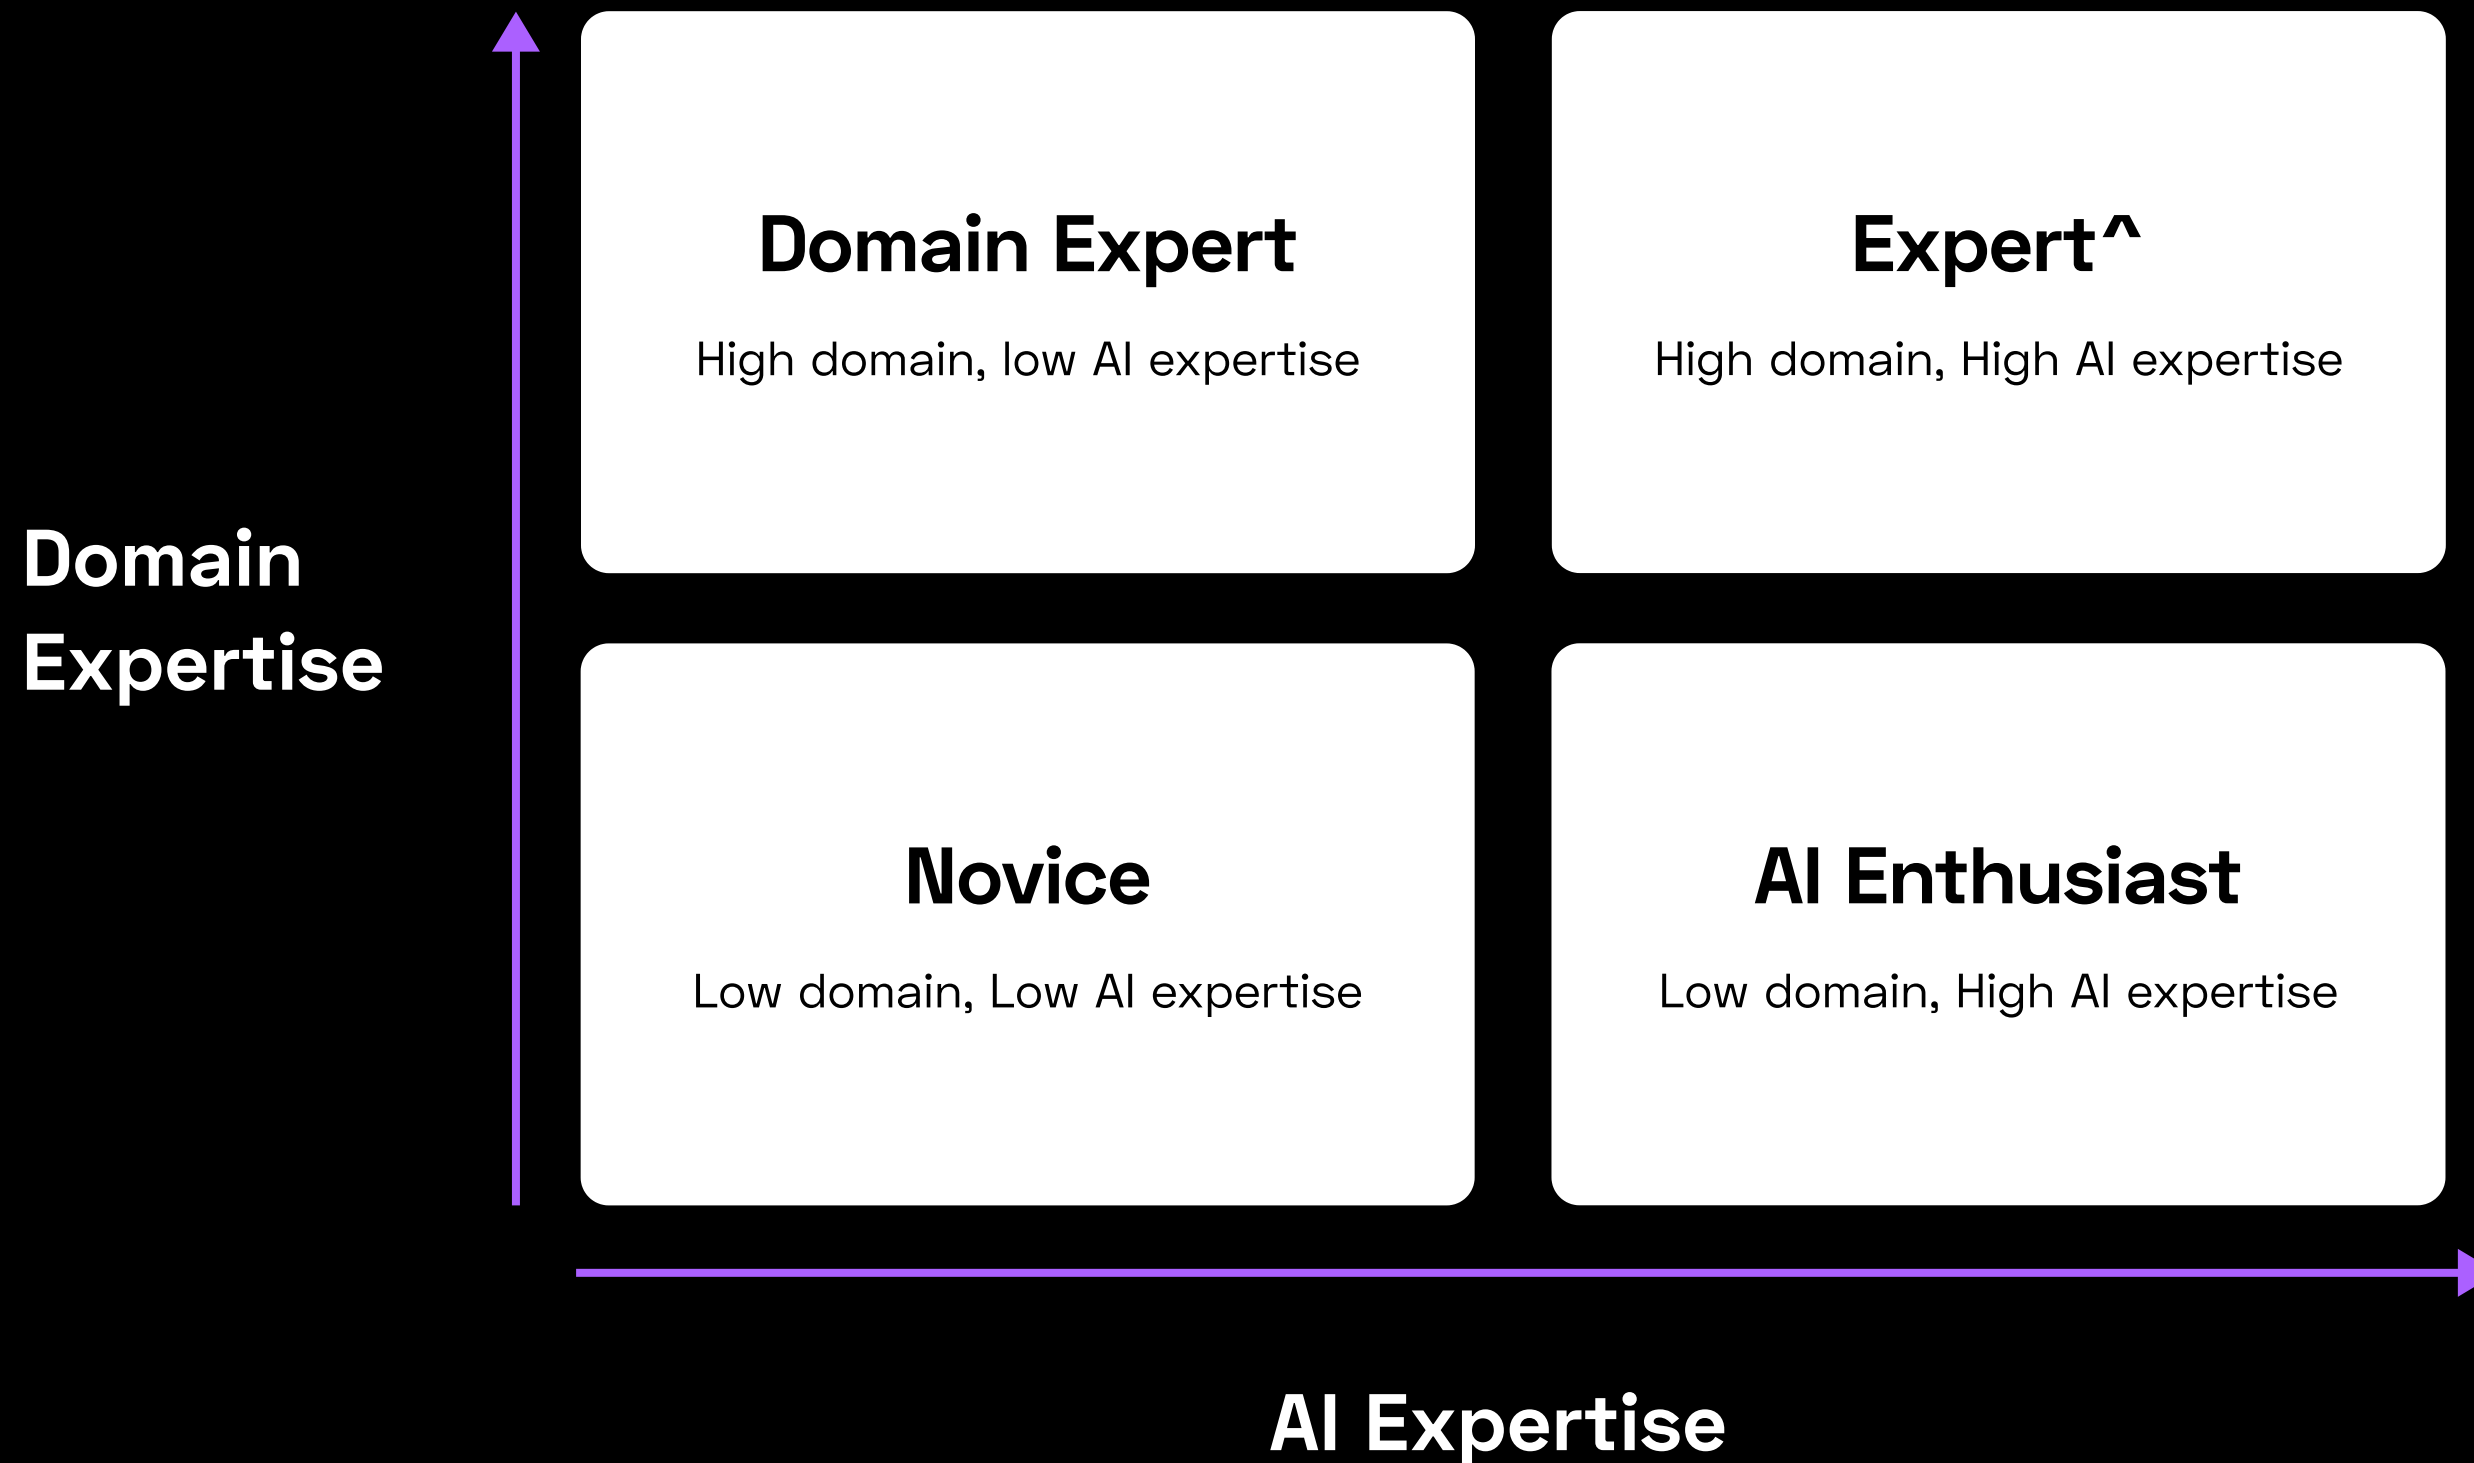 Domain Expert
High domain, low AI expertise
Expert^
High domain, High AI expertise
Domain
Expertise
Novice
Low domain, Low AI expertise
AI Enthusiast
Low domain, High AI expertise
AI Expertise